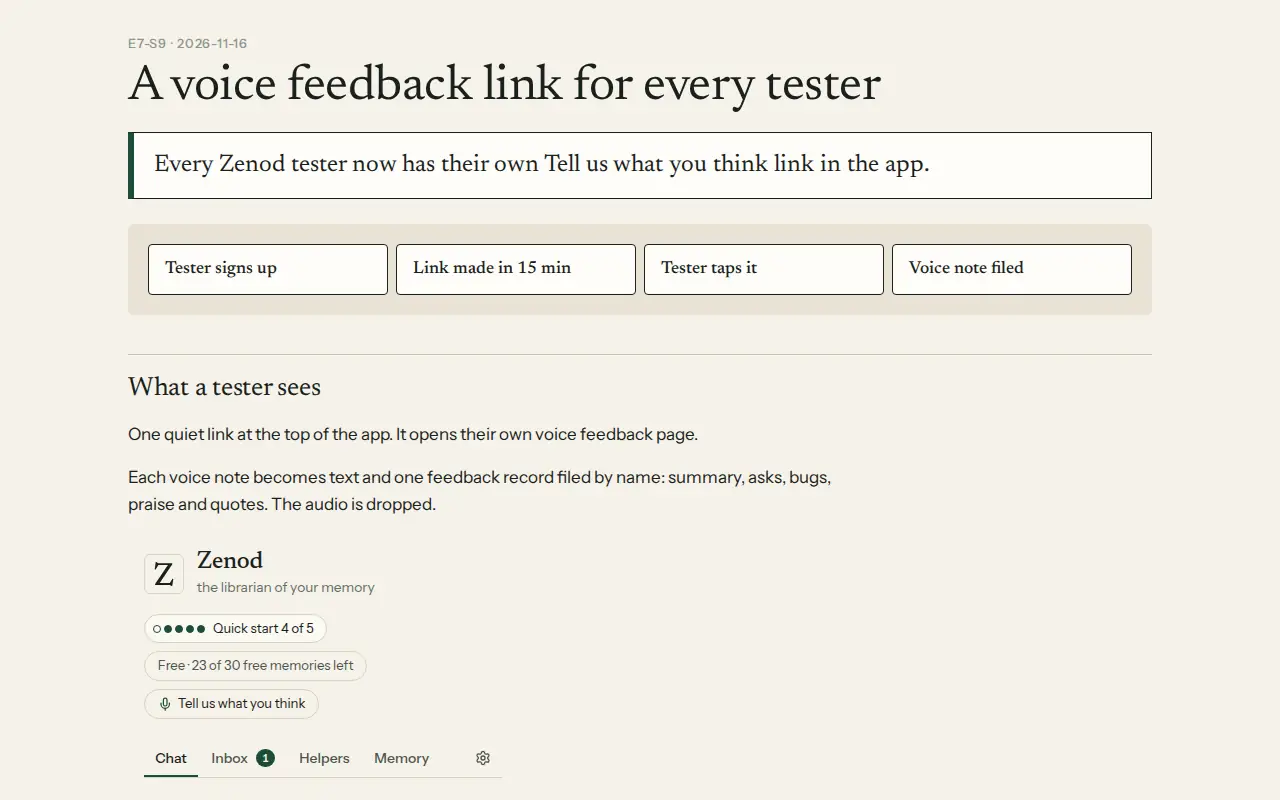 E7-S9 · 2026-11-16
A voice feedback link for every tester
Every Zenod tester now has their own Tell us what you think link in the app.
Tester signs up
Link made in 15 min
Tester taps it
Voice note filed
What a tester sees
One quiet link at the top of the app. It opens their own voice feedback page.
Each voice note becomes text and one feedback record filed by name: summary, asks, bugs,
praise and quotes. The audio is dropped.
Z
Zenod
the librarian of your memory
Quick start 4 of 5
Free · 23 of 30 free memories left
Tell us what you think
Chat Inbox 1 Helpers Memory